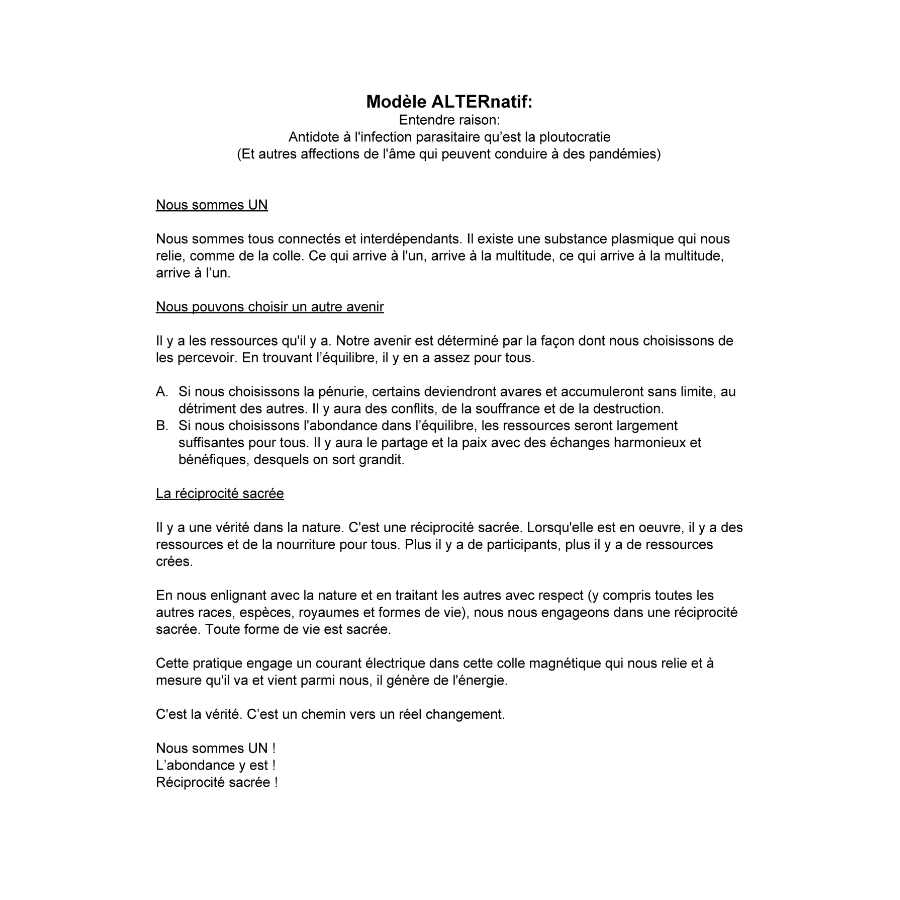 Modèle ALTERnatif:
Entendre raison:
Antidote à l'infection parasitaire qu’est la ploutocratie
(Et autres affections de l'âme qui peuvent conduire à des pandémies)
Nous sommes UN
Nous sommes tous connectés et interdépendants. Il existe une substance plasmique qui nous
relie, comme de la colle. Ce qui arrive à l'un, arrive à la multitude, ce qui arrive à la multitude,
arrive à l’un.
Nous pouvons choisir un autre avenir
Il y a les ressources qu'il y a. Notre avenir est déterminé par la façon dont nous choisissons de
les percevoir. En trouvant l’équilibre, il y en a assez pour tous.
A. Si nous choisissons la pénurie, certains deviendront avares et accumuleront sans limite, au
détriment des autres. Il y aura des conflits, de la souffrance et de la destruction.
B. Si nous choisissons l'abondance dans l’équilibre, les ressources seront largement
suffisantes pour tous. Il y aura le partage et la paix avec des échanges harmonieux et
bénéfiques, desquels on sort grandit.
La réciprocité sacrée
Il y a une vérité dans la nature. C'est une réciprocité sacrée. Lorsqu'elle est en oeuvre, il y a des
ressources et de la nourriture pour tous. Plus il y a de participants, plus il y a de ressources
crées.
En nous enlignant avec la nature et en traitant les autres avec respect (y compris toutes les
autres races, espèces, royaumes et formes de vie), nous nous engageons dans une réciprocité
sacrée. Toute forme de vie est sacrée.
Cette pratique engage un courant électrique dans cette colle magnétique qui nous relie et à
mesure qu'il va et vient parmi nous, il génère de l'énergie.
C'est la vérité. C’est un chemin vers un réel changement.
Nous sommes UN !
L’abondance y est !
Réciprocité sacrée !